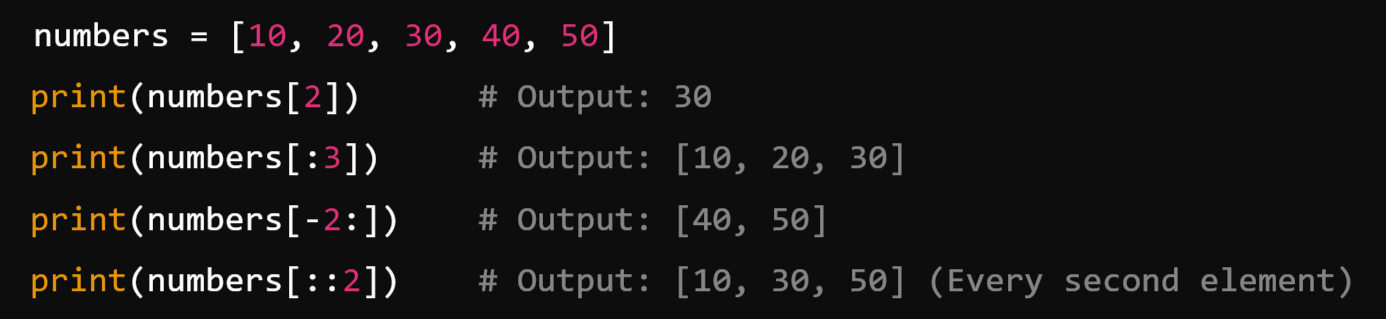 numbers = [10, 20, 30, 40, 50]
print(numbers[2])      # Output: 30
print(numbers[:3])     # Output: [10, 20, 30]
print(numbers[-2:])    # Output: [40, 50]
print(numbers[::2])    # Output: [10, 30, 50] (Every second element)